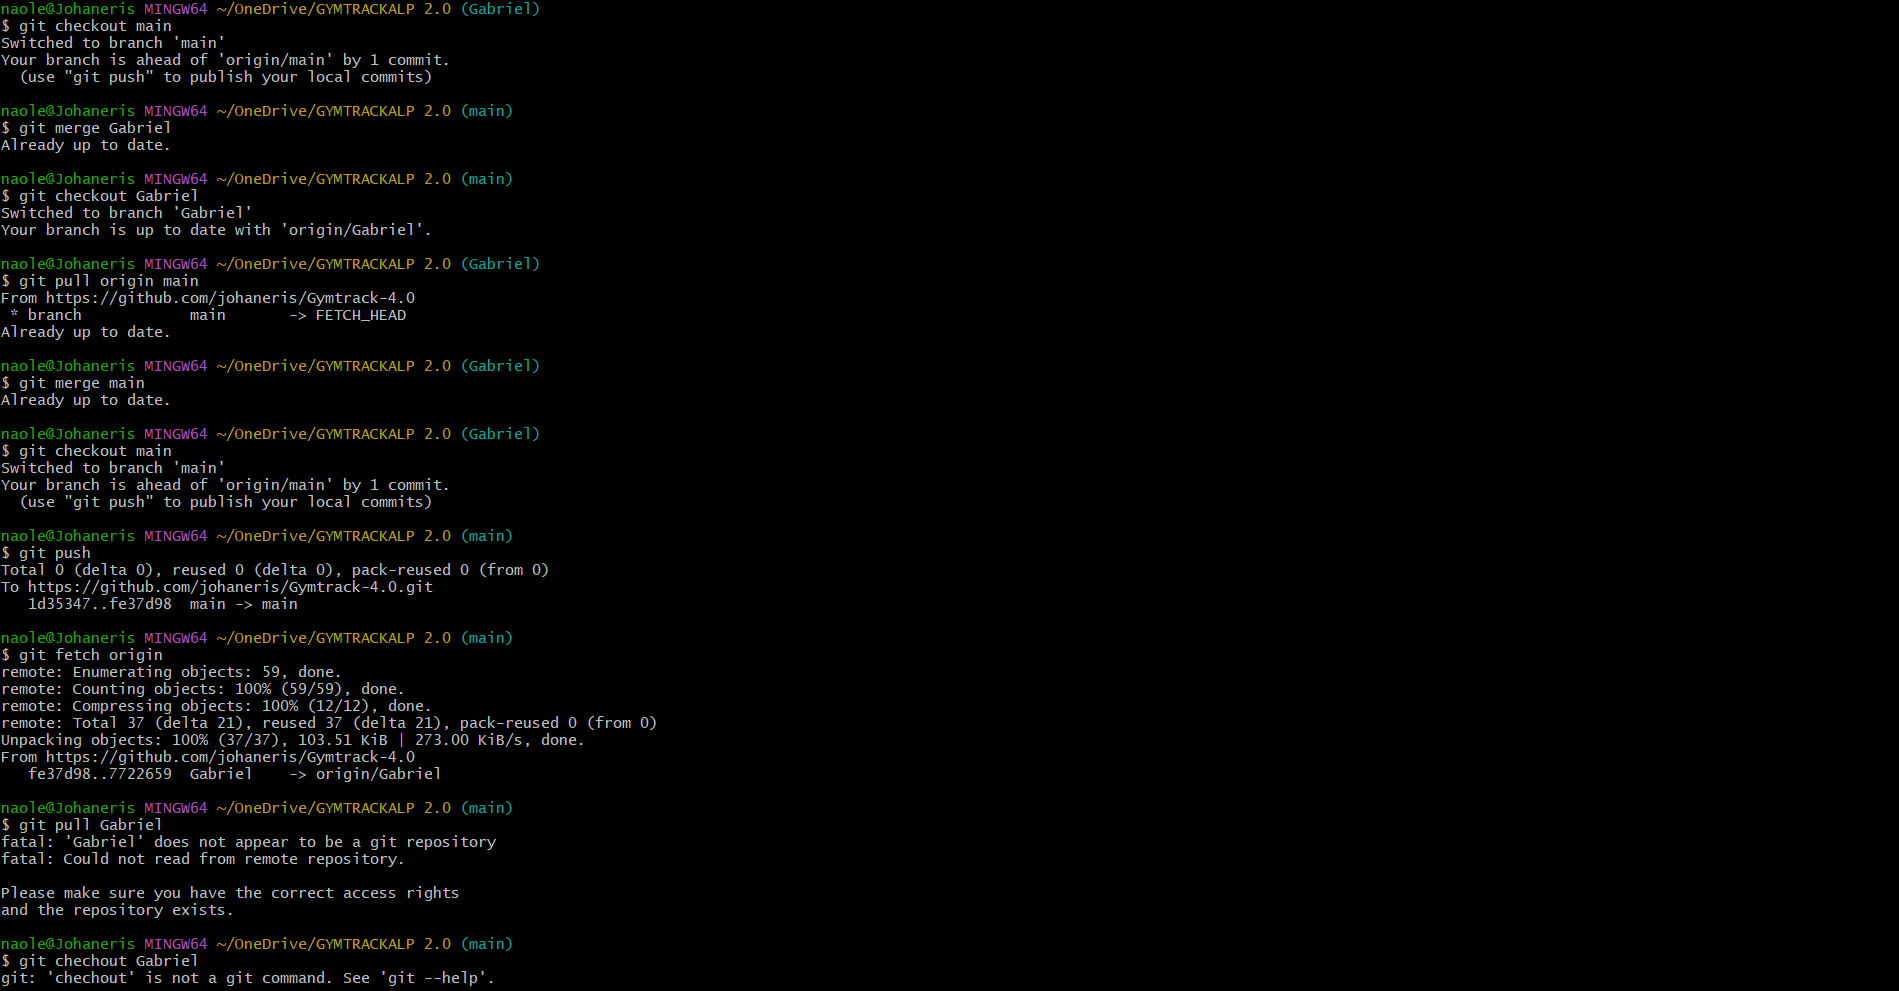 naole@Johaneris MINGW64 ~/OneDrive/GYMTRACKALP 2.0 (Gabriel)
$ git checkout main
Switched to branch 'main'
Your branch is ahead of 'origin/main' by 1 commit.
  (use "git push" to publish your local commits)

naole@Johaneris MINGW64 ~/OneDrive/GYMTRACKALP 2.0 (main)
$ git merge Gabriel
Already up to date.

naole@Johaneris MINGW64 ~/OneDrive/GYMTRACKALP 2.0 (main)
$ git checkout Gabriel
Switched to branch 'Gabriel'
Your branch is up to date with 'origin/Gabriel'.

naole@Johaneris MINGW64 ~/OneDrive/GYMTRACKALP 2.0 (Gabriel)
$ git pull origin main
From https://github.com/johaneris/Gymtrack-4.0
 * branch            main       -> FETCH_HEAD
Already up to date.

naole@Johaneris MINGW64 ~/OneDrive/GYMTRACKALP 2.0 (Gabriel)
$ git merge main
Already up to date.

naole@Johaneris MINGW64 ~/OneDrive/GYMTRACKALP 2.0 (Gabriel)
$ git checkout main
Switched to branch 'main'
Your branch is ahead of 'origin/main' by 1 commit.
  (use "git push" to publish your local commits)

naole@Johaneris MINGW64 ~/OneDrive/GYMTRACKALP 2.0 (main)
$ git push
Total 0 (delta 0), reused 0 (delta 0), pack-reused 0 (from 0)
To https://github.com/johaneris/Gymtrack-4.0.git
   1d35347..fe37d98  main -> main

naole@Johaneris MINGW64 ~/OneDrive/GYMTRACKALP 2.0 (main)
$ git fetch origin
remote: Enumerating objects: 59, done.
remote: Counting objects: 100% (59/59), done.
remote: Compressing objects: 100% (12/12), done.
remote: Total 37 (delta 21), reused 37 (delta 21), pack-reused 0 (from 0)
Unpacking objects: 100% (37/37), 103.51 KiB | 273.00 KiB/s, done.
From https://github.com/johaneris/Gymtrack-4.0
   fe37d98..7722659  Gabriel    -> origin/Gabriel

naole@Johaneris MINGW64 ~/OneDrive/GYMTRACKALP 2.0 (main)
$ git pull Gabriel
fatal: 'Gabriel' does not appear to be a git repository
fatal: Could not read from remote repository.

Please make sure you have the correct access rights
and the repository exists.

naole@Johaneris MINGW64 ~/OneDrive/GYMTRACKALP 2.0 (main)
$ git chechout Gabriel
git: 'chechout' is not a git command. See 'git --help'.